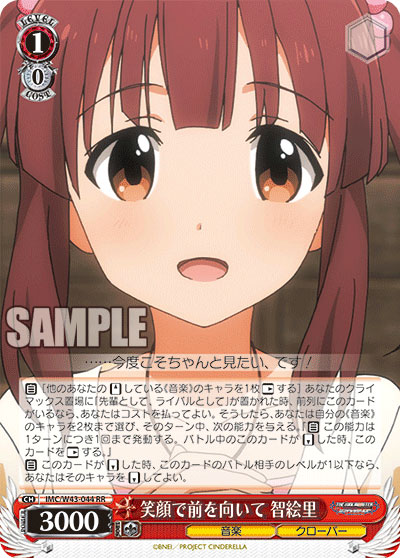 LEVEL
1
0
COST
SAMPLE
……今度こそちゃんと見たい、です！
【自】［他のあなたの【スタンド】している《音楽》のキャラを1枚【レスト】する］ あなたのクライ
マックス置場に「先輩として、ライバルとして」が置かれた時、前列にこのカード
がいるなら、あなたはコストを払ってよい。そうしたら、あなたは自分の《音楽》
のキャラを2枚まで選び、そのターン中、次の能力を与える。『【自】 この能力は
1ターンにつき1回まで発動する。バトル中のこのカードが【リバース】した時、このカー
ドを【レスト】する。』
【自】 このカードが【リバース】した時、このカードのバトル相手のレベルが1以下なら、
あなたはそのキャラを【リバース】してよい。
CH
IMC/W43-044 RR
3000
笑顔で前を向いて 智絵里
THE IDOLM@STER
音楽
クローバー
©NEI／PROJECT CINDERELLA